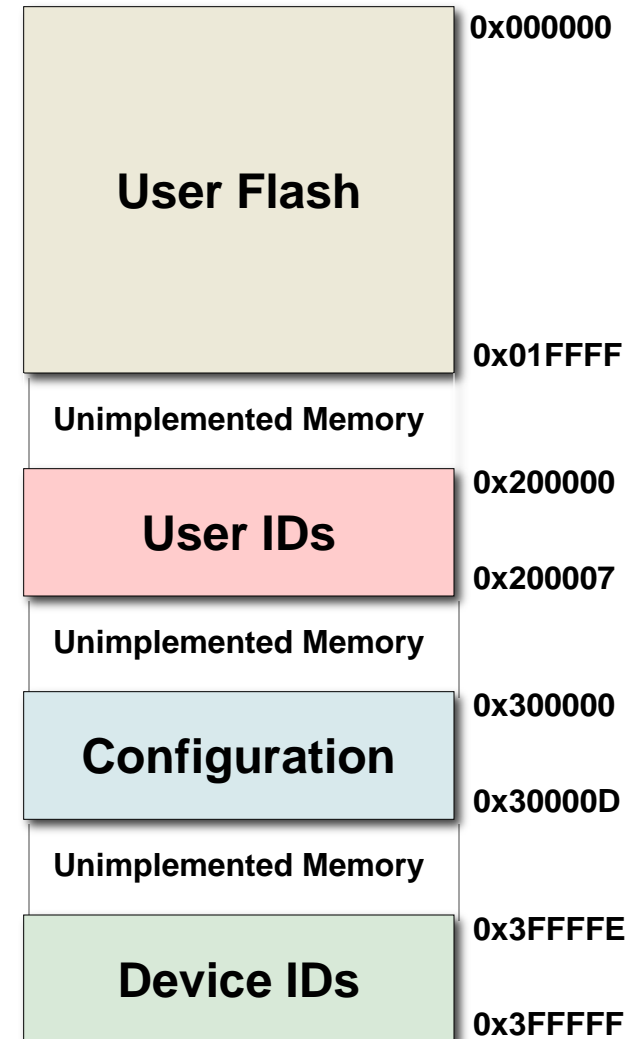 0x000000
User Flash
0x01FFFF
Unimplemented Memory
0x200000
User IDs
0x200007
Unimplemented Memory
0x300000
Configuration
0x30000D
Unimplemented Memory
0x3FFFFE
Device IDs
0x3FFFFF